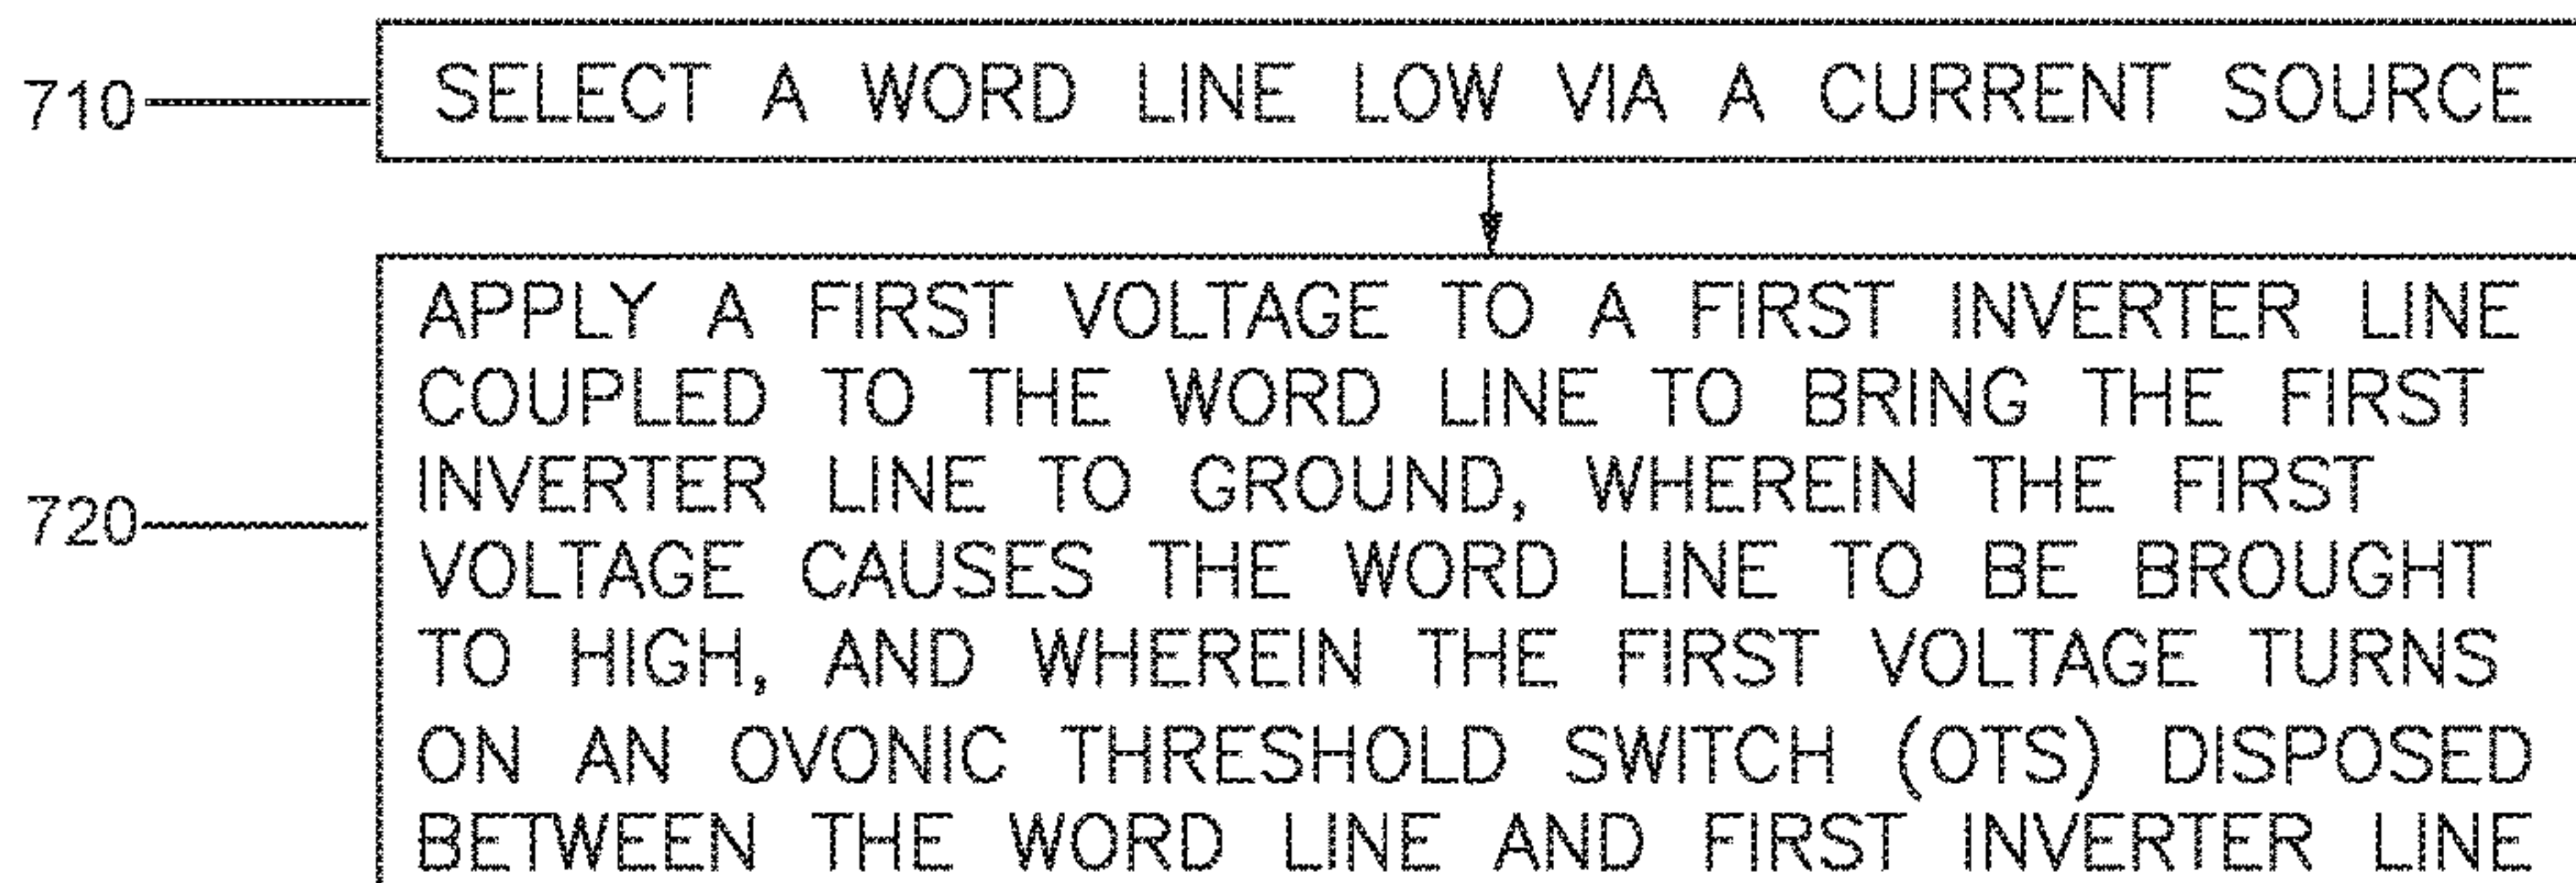 710
SELECT A WORD LINE LOW VIA A CURRENT SOURCE
720
APPLY A FIRST VOLTAGE TO A FIRST INVERTER LINE
COUPLED TO THE WORD LINE TO BRING THE FIRST
INVERTER LINE TO GROUND, WHEREIN THE FIRST
VOLTAGE CAUSES THE WORD LINE TO BE BROUGHT
TO HIGH, AND WHEREIN THE FIRST VOLTAGE TURNS
ON AN OVONIC THRESHOLD SWITCH (OTS) DISPOSED
BETWEEN THE WORD LINE AND FIRST INVERTER LINE